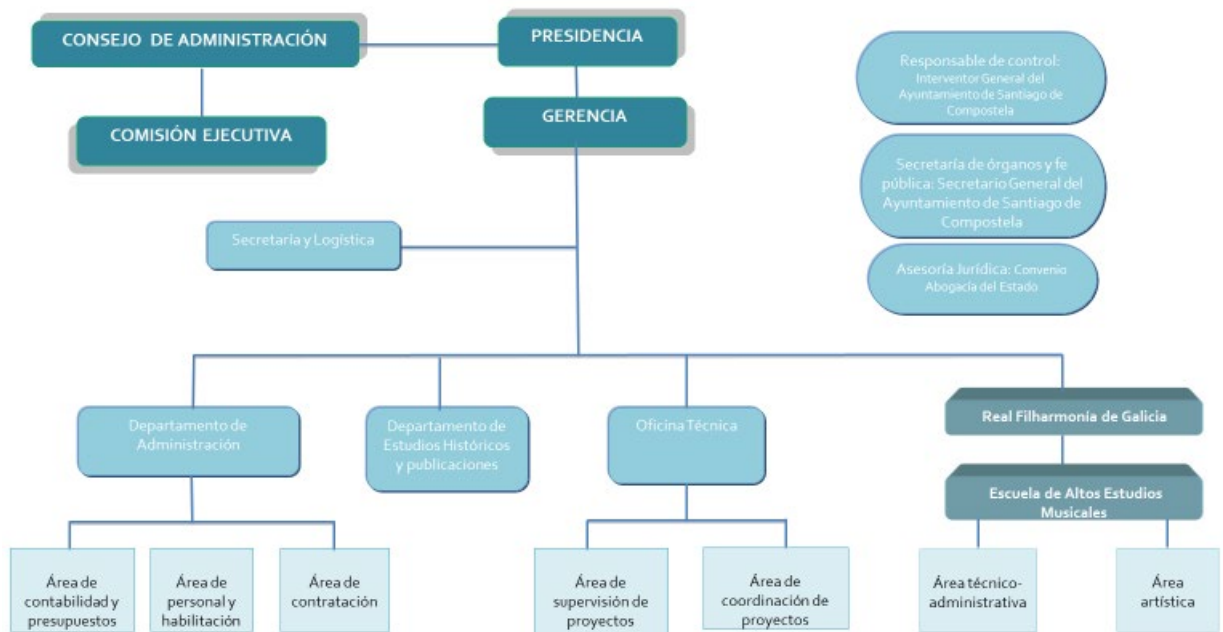 CONSEJO DE ADMINISTRACIÓN
PRESIDENCIA
COMISIÓN EJECUTIVA
GERENCIA
Responsable de control:
Interventor General del
Ayuntamiento de Santiago de
Compostela
Secretaría de órganos y fe
pública: Secretario General del
Ayuntamiento de Santiago de
Compostela
Asesoría Jurídica: Convenio
Abogacía del Estado
Secretaría y Logística
Departamento de
Administración
Departamento de
Estudios Históricos
y publicaciones
Oficina Técnica
Real Filharmonía de Galicia
Escuela de Altos Estudios
Musicales
Área de
contabilidad y
presupuestos
Área de
personal y
habilitación
Área de
contratación
Área de
supervisión de
proyectos
Área de
coordinación de
proyectos
Área técnico-
administrativa
Área
artística